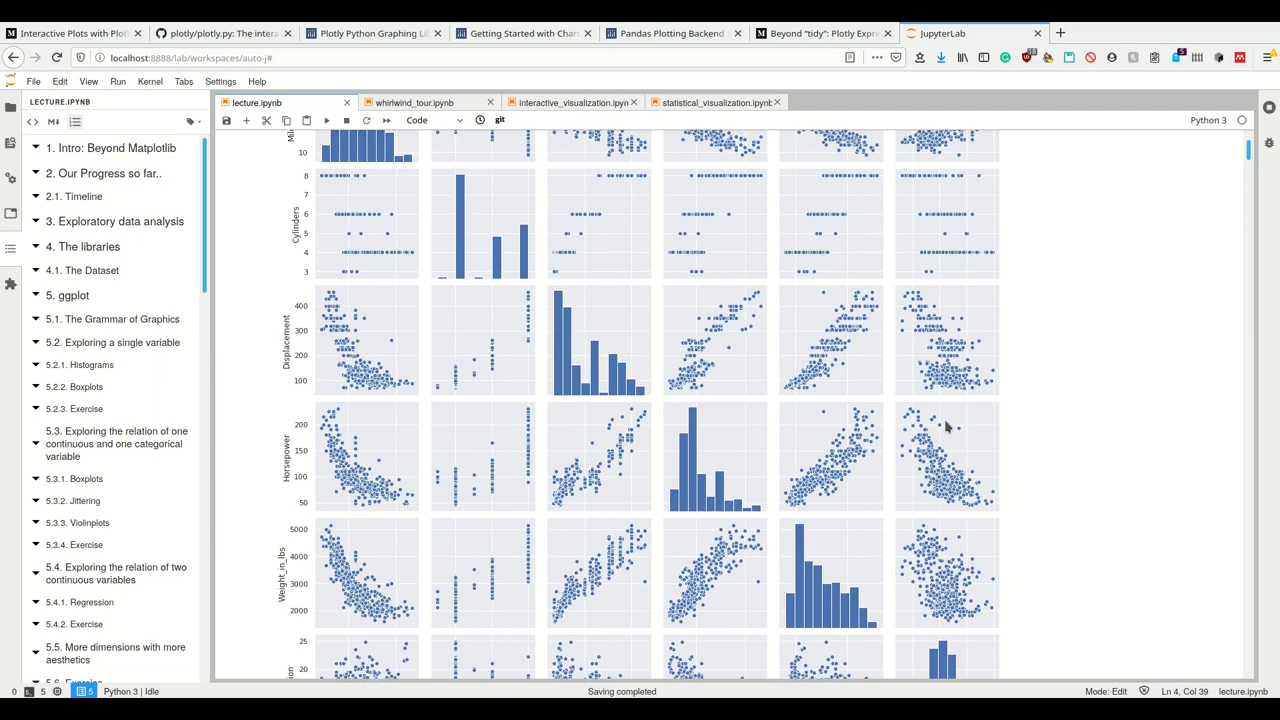 Interactive Plots with Plot
plotly/plotly.py: The intera
Plotly Python Graphing Li
Getting Started with Char
Pandas Plotting Backend
Beyond "tidy": Plotly Expre
JupyterLab
localhost:8888/lab/workspaces/auto-j#
File Edit View Run Kernel Tabs Settings Help
LECTURE.IPYNB
lecture.ipynb
whirlwind_tour.ipynb
interactive_visualization.ipyn
statistical_visualization.ipynb
Code
git
Python 3
1. Intro: Beyond Matplotlib
2. Our Progress so far..
2.1. Timeline
3. Exploratory data analysis
4. The libraries
4.1. The Dataset
5. ggplot
5.1. The Grammar of Graphics
5.2. Exploring a single variable
5.2.1. Histograms
5.2.2. Boxplots
5.2.3. Exercise
5.3. Exploring the relation of one
continuous and one categorical
variable
5.3.1. Boxplots
5.3.2. Jittering
5.3.3. Violinplots
5.3.4. Exercise
5.4. Exploring the relation of two
continuous variables
5.4.1. Regression
5.4.2. Exercise
5.5. More dimensions with more
aesthetics
5.6. Exercise
10
8
7
6
5
4
3
Cylinders
400
300
200
100
Displacement
200
150
100
50
Horsepower
5000
4000
3000
2000
Weight_in_lbs
25
20
0
5
5
Python 3 | Idle
Saving completed
Mode: Edit
Ln 4, Col 39
lecture.ipynb